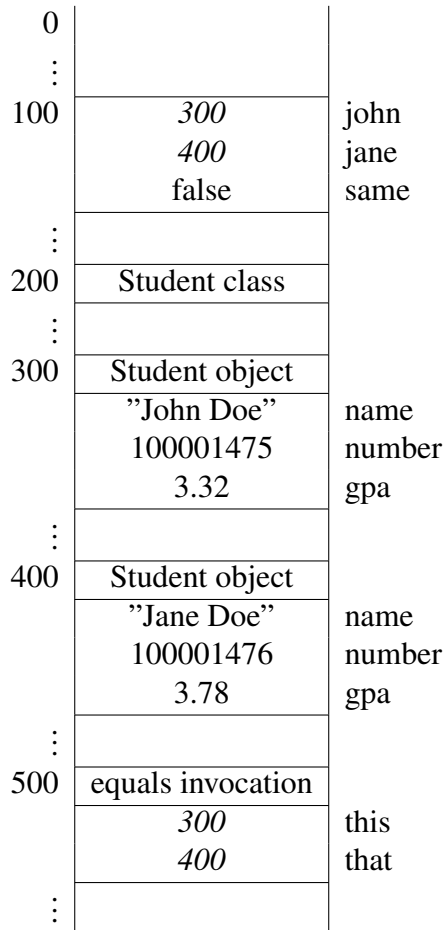 0
⋮
100 300 john
400 jane
false same
⋮
200 Student class
⋮
300 Student object
”John Doe” name
100001475 number
3.32 gpa
⋮
400 Student object
”Jane Doe” name
100001476 number
3.78 gpa
⋮
500 equals invocation
300 this
400 that
⋮